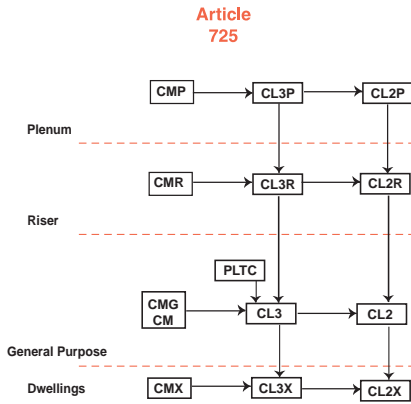 Article
725
CMP
CL3P
CL2P
Plenum
CMR
CL3R
CL2R
Riser
PLTC
CMG
CM
CL3
CL2
General Purpose
Dwellings
CMX
CL3X
CL2X